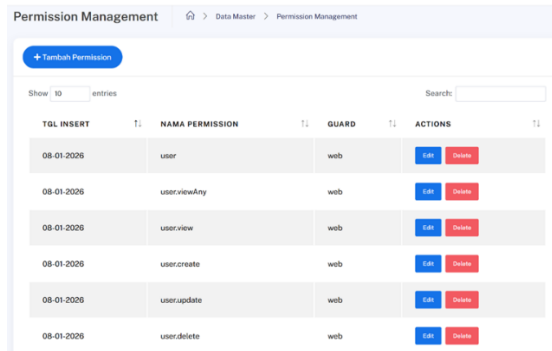 Permission Management Data Master > Permission Management
+ Tambah Permission
Show 10 entries Search:
TGL INSERT NAMA PERMISSION GUARD ACTIONS
08-01-2026 user web Edit Delete
08-01-2026 user.viewAny web Edit Delete
08-01-2026 user.view web Edit Delete
08-01-2026 user.create web Edit Delete
08-01-2026 user.update web Edit Delete
08-01-2026 user.delete web Edit Delete